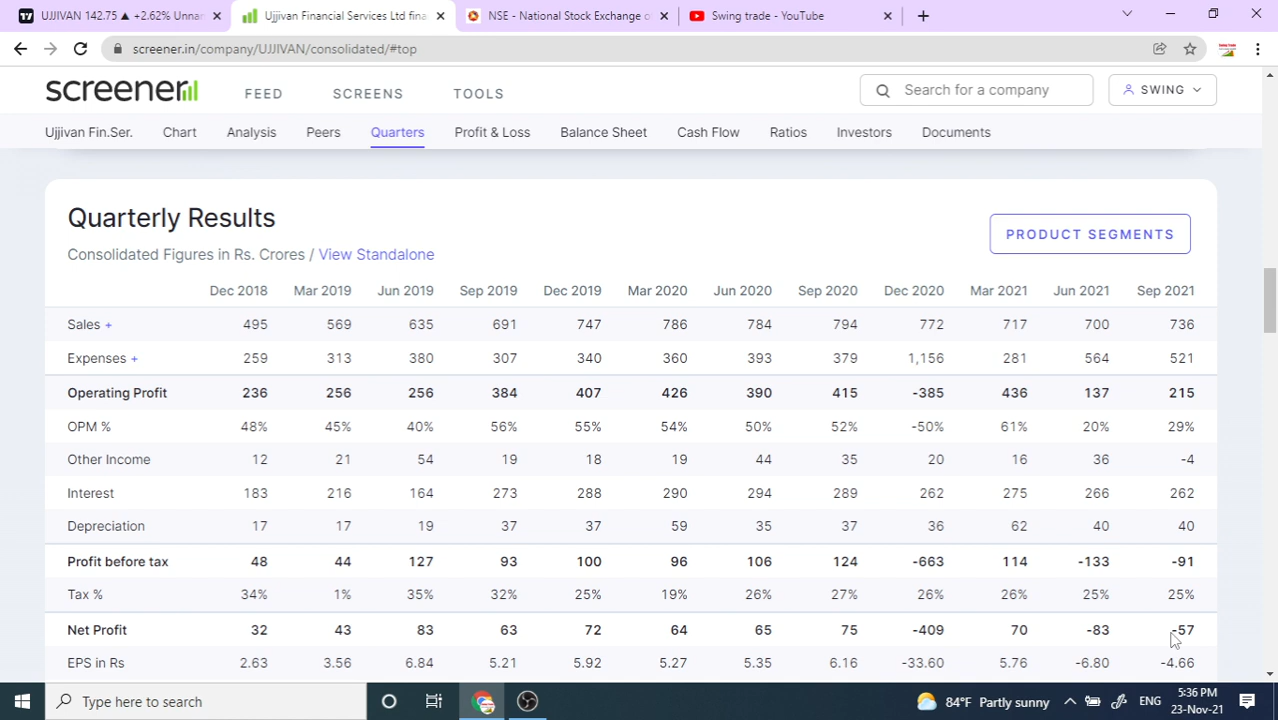 UJJIVAN 142.75 ▲ +2.62% Unnar
Ujjivan Financial Services Ltd fina
NSE - National Stock Exchange o
Swing trade - YouTube
screener.in/company/UJJIVAN/consolidated/#top
screener
FEED SCREENS TOOLS
Search for a company
SWING
Ujjivan Fin.Ser. Chart Analysis Peers Quarters Profit & Loss Balance Sheet Cash Flow Ratios Investors Documents
Quarterly Results
PRODUCT SEGMENTS
Consolidated Figures in Rs. Crores / View Standalone
Dec 2018 Mar 2019 Jun 2019 Sep 2019 Dec 2019 Mar 2020 Jun 2020 Sep 2020 Dec 2020 Mar 2021 Jun 2021 Sep 2021
Sales + 495 569 635 691 747 786 784 794 772 717 700 736
Expenses + 259 313 380 307 340 360 393 379 1,156 281 564 521
Operating Profit 236 256 256 384 407 426 390 415 -385 436 137 215
OPM % 48% 45% 40% 56% 55% 54% 50% 52% -50% 61% 20% 29%
Other Income 12 21 54 19 18 19 44 35 20 16 36 -4
Interest 183 216 164 273 288 290 294 289 262 275 266 262
Depreciation 17 17 19 37 37 59 35 37 36 62 40 40
Profit before tax 48 44 127 93 100 96 106 124 -663 114 -133 -91
Tax % 34% 1% 35% 32% 25% 19% 26% 27% 26% 26% 25% 25%
Net Profit 32 43 83 63 72 64 65 75 -409 70 -83 -57
EPS in Rs 2.63 3.56 6.84 5.21 5.92 5.27 5.35 6.16 -33.60 5.76 -6.80 -4.66
Type here to search
84°F Partly sunny
ENG
5:36 PM
23-Nov-21